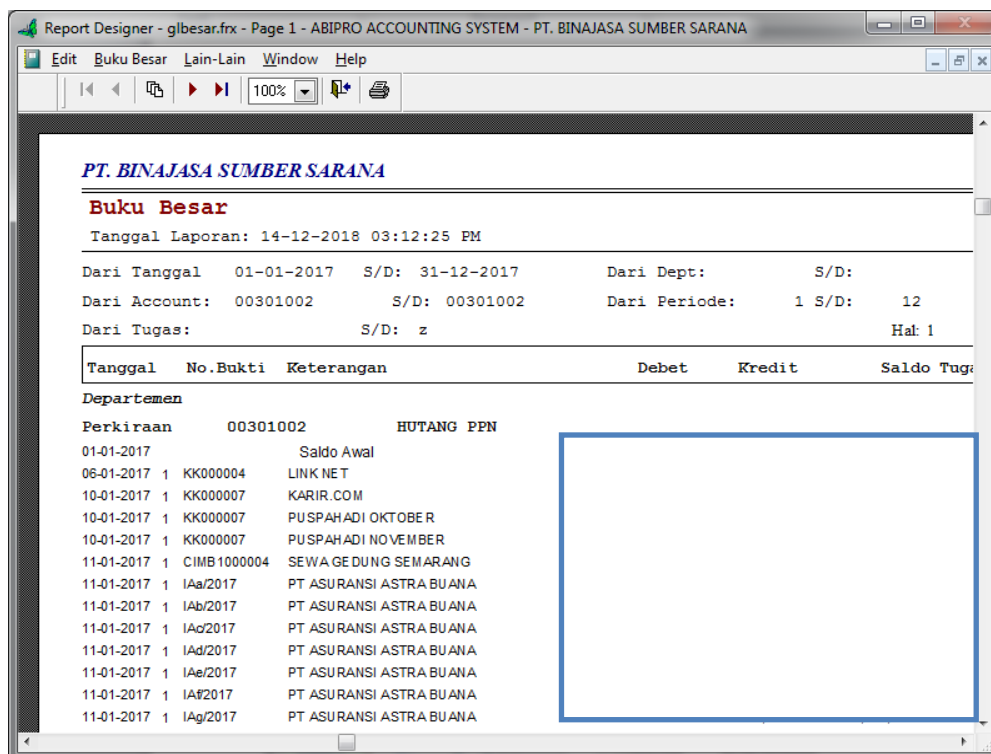 Report Designer - glbesar.frx - Page 1 - ABIPRO ACCOUNTING SYSTEM - PT. BINAJASA SUMBER SARANA
Edit Buku Besar Lain-Lain Window Help
100%
PT. BINAJASA SUMBER SARANA
Buku Besar
Tanggal Laporan: 14-12-2018 03:12:25 PM
Dari Tanggal 01-01-2017 S/D: 31-12-2017 Dari Dept: S/D:
Dari Account: 00301002 S/D: 00301002 Dari Periode: 1 S/D: 12
Dari Tugas: S/D: z Hal: 1
Tanggal No.Bukti Keterangan Debet Kredit Saldo
Departemen
Perkiraan 00301002 HUTANG PPN
01-01-2017 Saldo Awal
06-01-2017 1 KK000004 LINK NET
10-01-2017 1 KK000007 KARIR.COM
10-01-2017 1 KK000007 PUSPAHADI OKTOBER
10-01-2017 1 KK000007 PUSPAHADI NOVEMBER
11-01-2017 1 CIMB1000004 SEWA GEDUNG SEMARANG
11-01-2017 1 IAa/2017 PT ASURANSI ASTRA BUANA
11-01-2017 1 IAb/2017 PT ASURANSI ASTRA BUANA
11-01-2017 1 IAc/2017 PT ASURANSI ASTRA BUANA
11-01-2017 1 IAd/2017 PT ASURANSI ASTRA BUANA
11-01-2017 1 IAe/2017 PT ASURANSI ASTRA BUANA
11-01-2017 1 IAf/2017 PT ASURANSI ASTRA BUANA
11-01-2017 1 IAg/2017 PT ASURANSI ASTRA BUANA